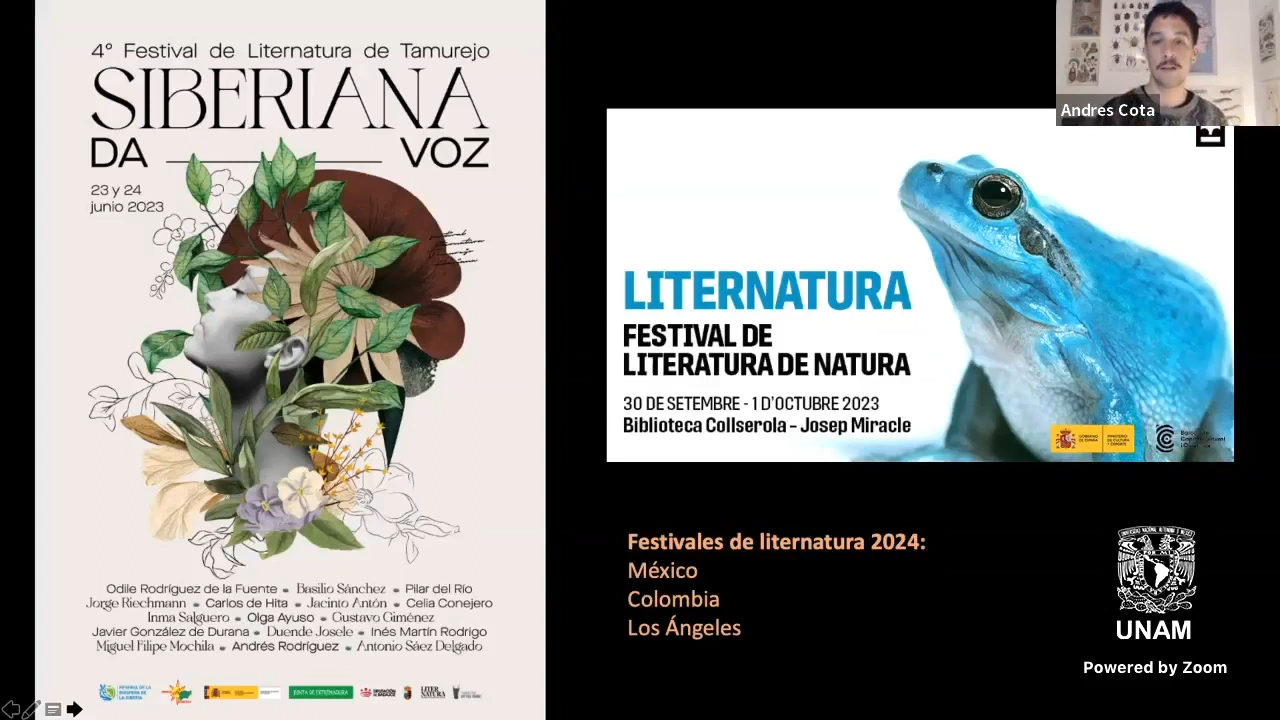 4º Festival de Liternatura de Tamurejo
SIBERIANA
DA VOZ
23 y 24
junio 2023
Odile Rodríguez de la Fuente • Basilio Sánchez • Pilar del Río
Jorge Riechmann • Carlos de Hita • Jacinto Antón • Celia Conejero
Inma Salguero • Olga Ayuso • Gustavo Giménez
Javier González de Durana • Duende Josele • Inés Martín Rodrigo
Miguel Filipe Mochila • Andrés Rodríguez • Antonio Sáez Delgado
JUNTA DE EXTREMADURA
LITER
NATURA
Andres Cota
LITERNATURA
FESTIVAL DE
LITERATURA DE NATURA
30 DE SETEMBRE - 1 D'OCTUBRE 2023
Biblioteca Collserola - Josep Miracle
Festivales de liternatura 2024:
México
Colombia
Los Ángeles
UNAM
Powered by Zoom